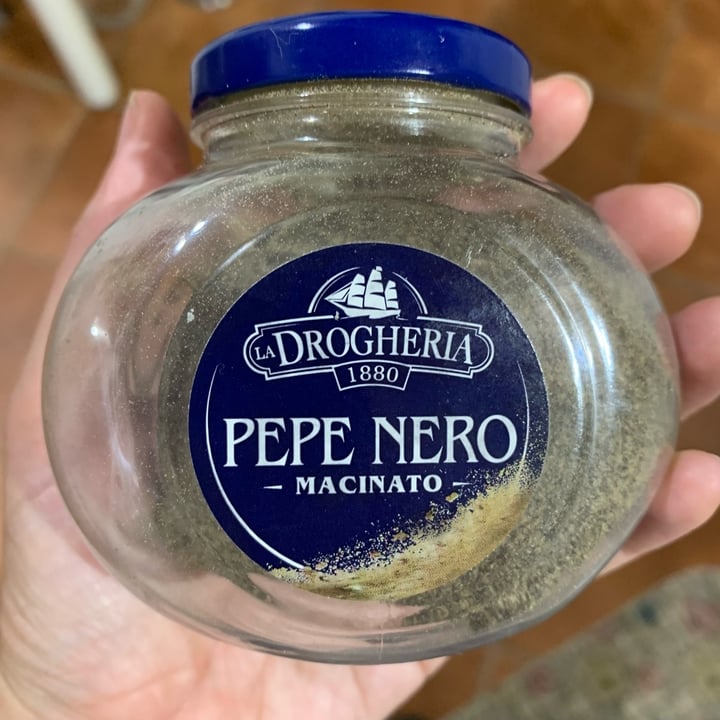 LA DROGHERIA
1880
PEPE NERO
- MACINATO -